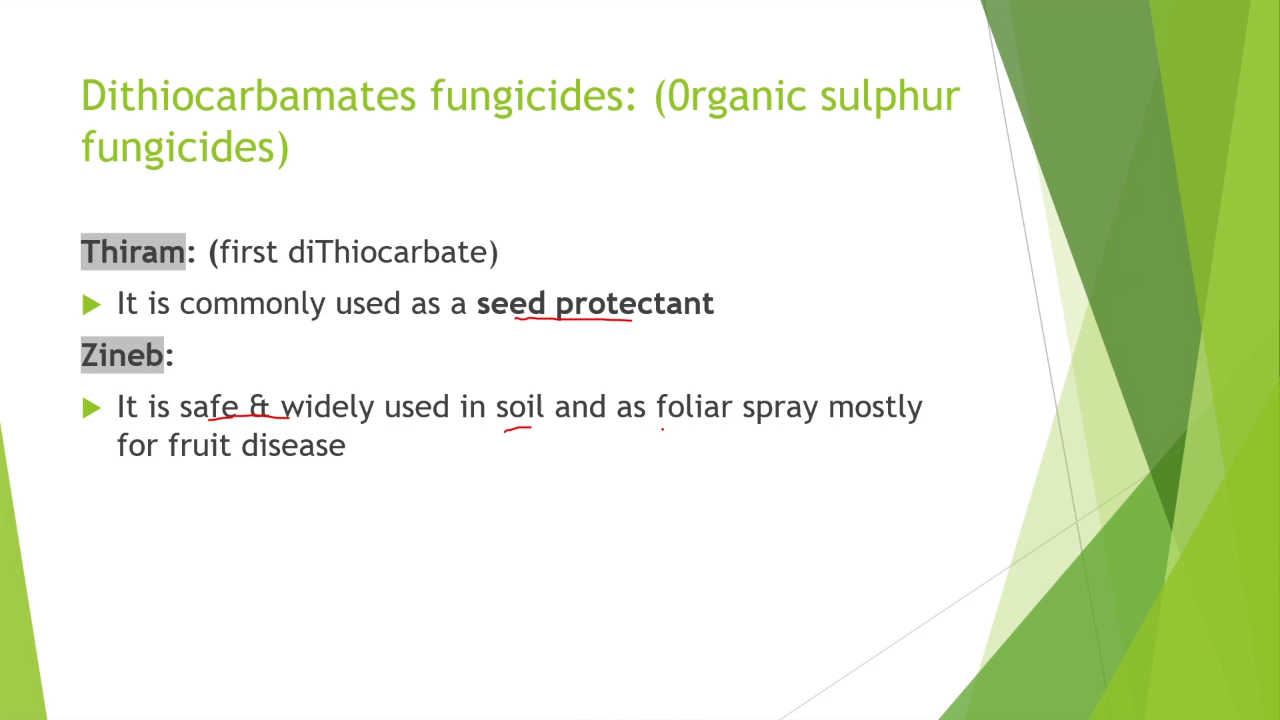 Dithiocarbamates fungicides: (0rganic sulphur
fungicides)
Thiram: (first diThiocarbate)
It is commonly used as a seed protectant
Zineb:
It is safe & widely used in soil and as foliar spray mostly
for fruit disease